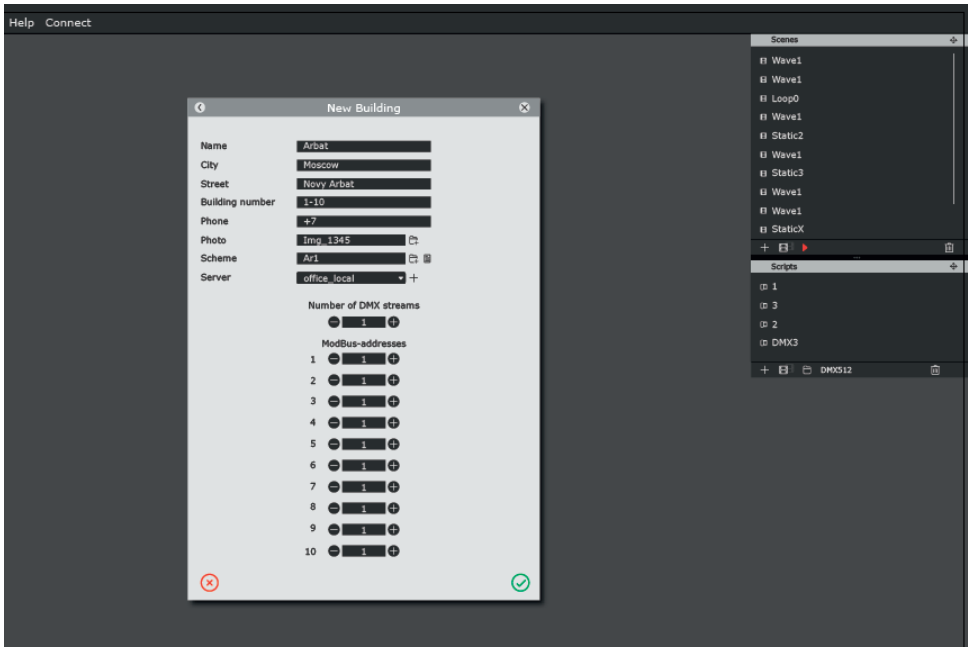 Help Connect
New Building
Name Arbat
City Moscow
Street Novy Arbat
Building number 1-10
Phone +7
Photo Img_1345
Scheme Ar1
Server office_local
Number of DMX streams
1
ModBus-addresses
1 1
2 1
3 1
4 1
5 1
6 1
7 1
8 1
9 1
10 1
Scenes
Wave1
Wave1
Loop0
Wave1
Static2
Wave1
Static3
Wave1
Wave1
StaticX
Scripts
1
3
2
DMX3
DMX512